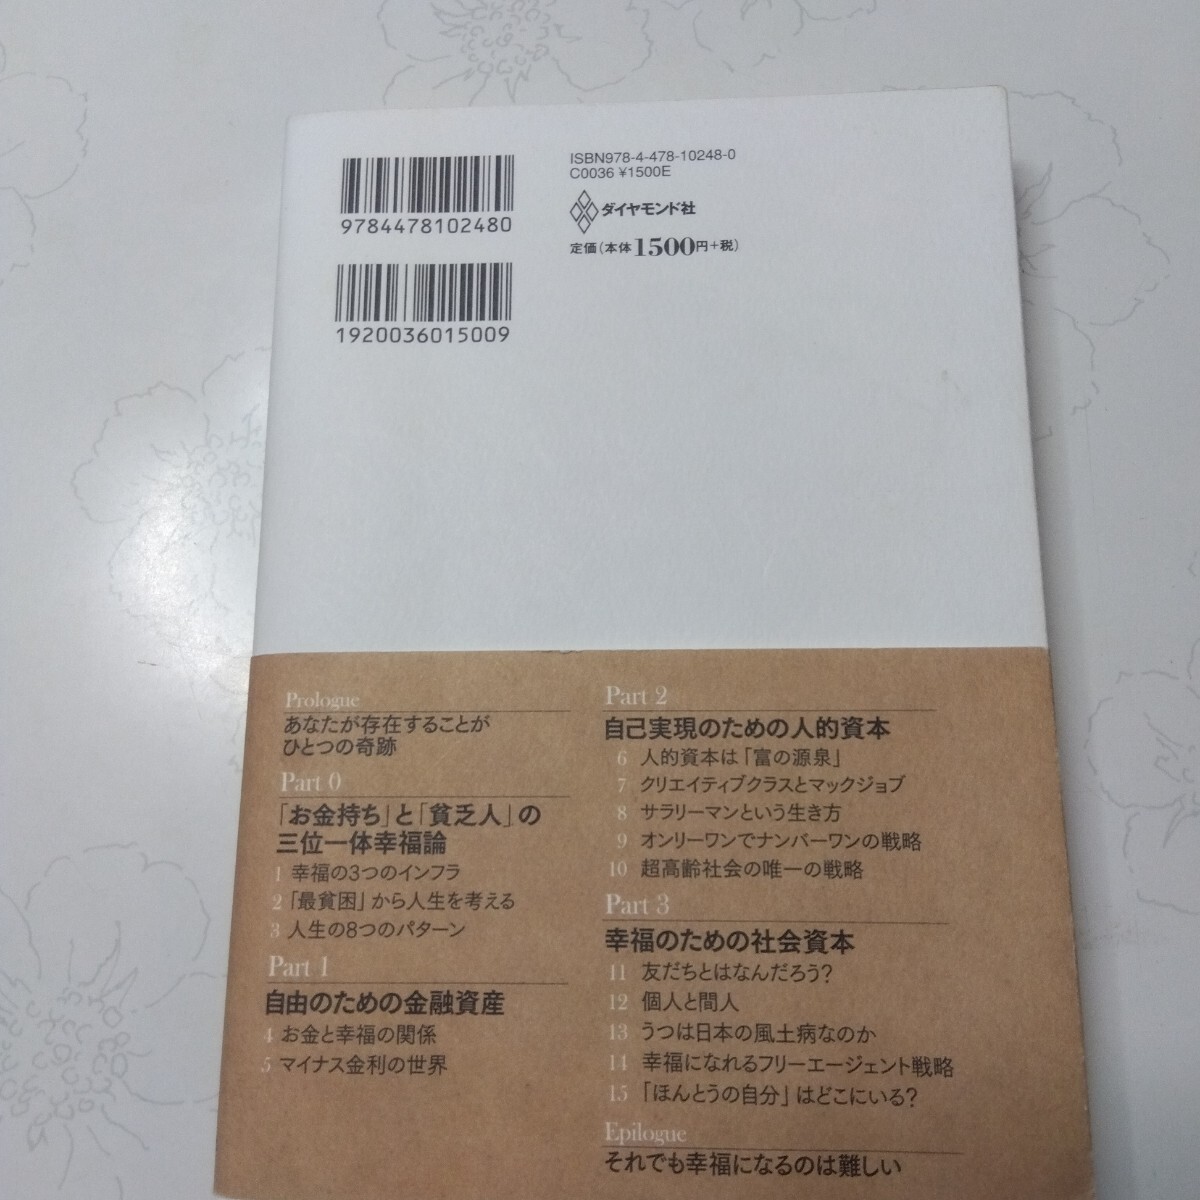 9784478102480
1920036015009
ISBN978-4-478-10248-0
C0036 ¥1500E
ダイヤモンド社
定価(本体1500円+税)
Prologue
あなたが存在することが
ひとつの奇跡
Part 0
「お金持ち」と「貧乏人」の
三位一体幸福論
1 幸福の3つのインフラ
2 「最貧困」から人生を考える
3 人生の8つのパターン
Part 1
自由のための金融資産
4 お金と幸福の関係
5 マイナス金利の世界
Part 2
自己実現のための人的資本
6 人的資本は「富の源泉」
7 クリエイティブクラスとマックジョブ
8 サラリーマンという生き方
9 オンリーワンでナンバーワンの戦略
10 超高齢社会の唯一の戦略
Part 3
幸福のための社会資本
11 友だちとはなんだろう?
12 個人と間人
13 うつは日本の風土病なのか
14 幸福になれるフリーエージェント戦略
15 「ほんとうの自分」はどこにいる?
Epilogue
それでも幸福になるのは難しい